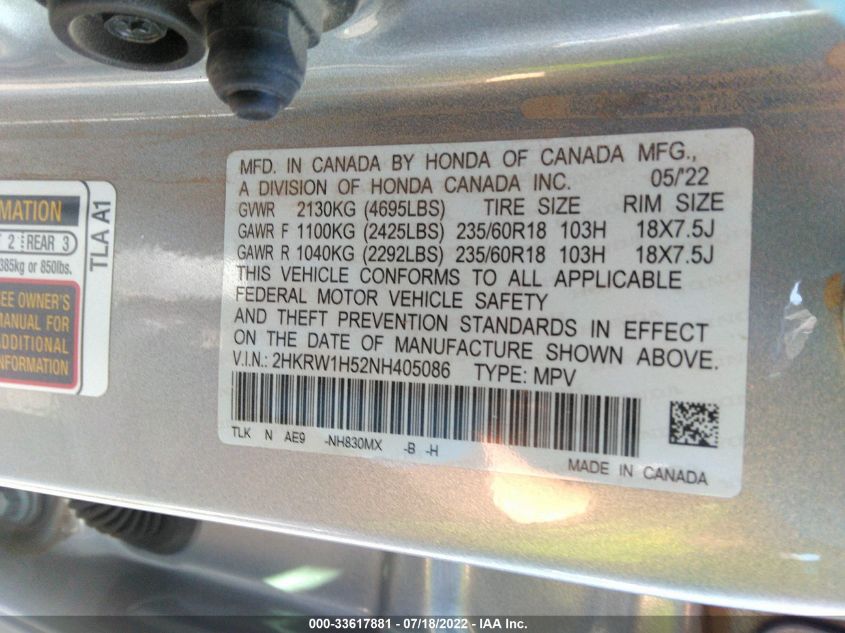 MATION
2 REAR 3
385kg or 850lbs.
SEE OWNER'S
MANUAL FOR
ADDITIONAL
INFORMATION
TLA A1
MFD. IN CANADA BY HONDA OF CANADA MFG.,
A DIVISION OF HONDA CANADA INC. 05/'22
GVWR 2130KG (4695LBS) TIRE SIZE RIM SIZE
GAWR F 1100KG (2425LBS) 235/60R18 103H 18X7.5J
GAWR R 1040KG (2292LBS) 235/60R18 103H 18X7.5J
THIS VEHICLE CONFORMS TO ALL APPLICABLE
FEDERAL MOTOR VEHICLE SAFETY
AND THEFT PREVENTION STANDARDS IN EFFECT
ON THE DATE OF MANUFACTURE SHOWN ABOVE.
V.I.N.: 2HKRW1H52NH405086 TYPE: MPV
TLK N AE9 -NH830MX -B -H
MADE IN CANADA
000-33617881 - 07/18/2022 - IAA Inc.